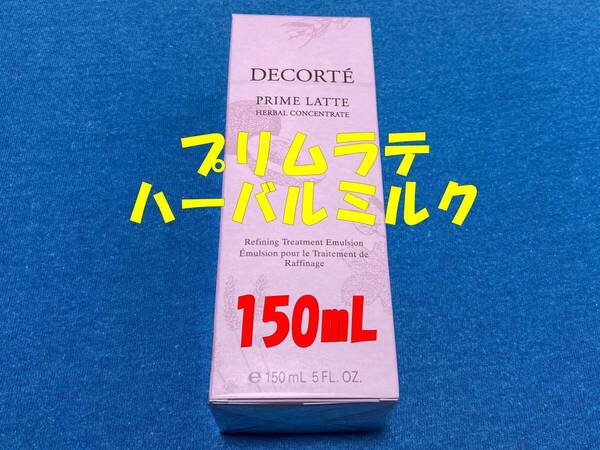 DECORTÉ
PRIME LATTE
HERBAL CONCENTRATE
プリムラテ
ハーバルミルク
Refining Treatment Emulsion
Émulsion pour le Traitement de
Raffinage
150mL
℮ 150 mL 5 FL. OZ.